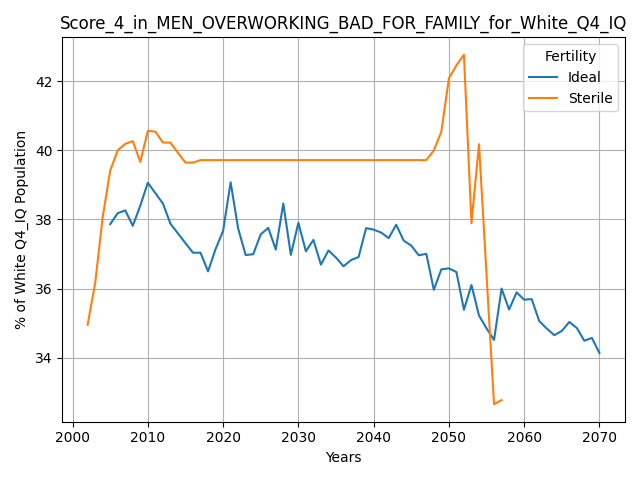 Score_4_in_MEN_OVERWORKING_BAD_FOR_FAMILY_for_White_Q4_IQ
Fertility
Ideal
Sterile
% of White Q4_IQ Population
42
40
38
36
34
2000
2010
2020
2030
2040
2050
2060
2070
Years